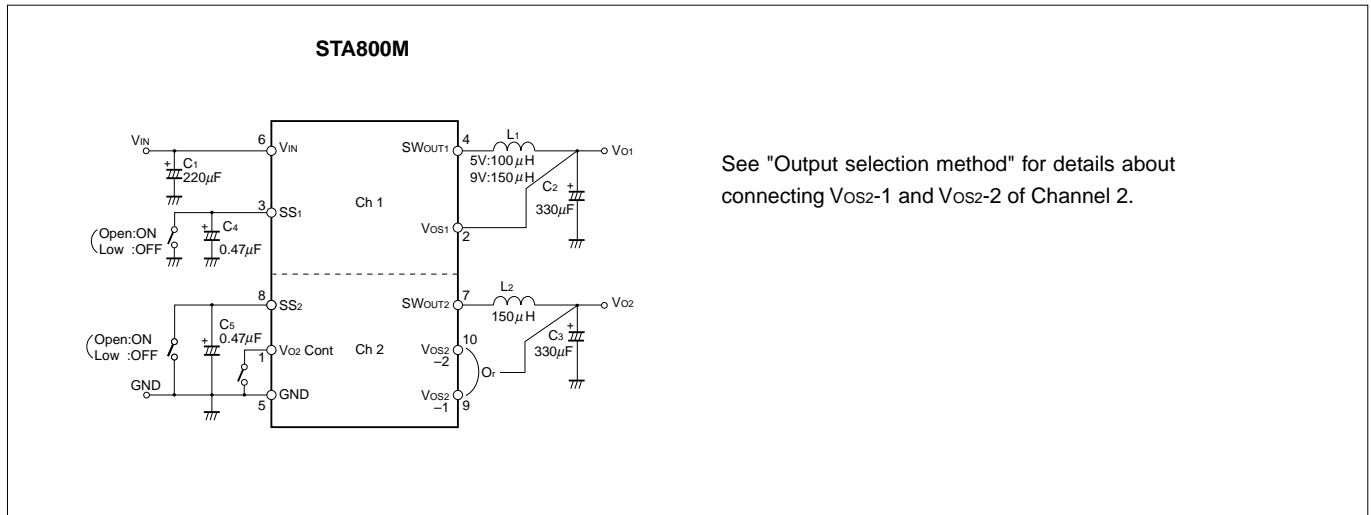 STA800M
VIN
6
VIN
+
C1
220µF
3
SS1
(Open:ON
Low :OFF
+
C4
0.47µF
Ch 1
SWOUT1
4
L1
5V:100µH
9V:150µH
VO1
C2
+
330µF
VOS1
2
8
SS2
(Open:ON
Low :OFF
+
C5
0.47µF
1
VO2 Cont
Ch 2
GND
5
GND
SWOUT2
7
L2
150µH
VO2
C3
+
330µF
10
VOS2
–2
Or
VOS2
–1
9
See "Output selection method" for details about
connecting VOS2-1 and VOS2-2 of Channel 2.